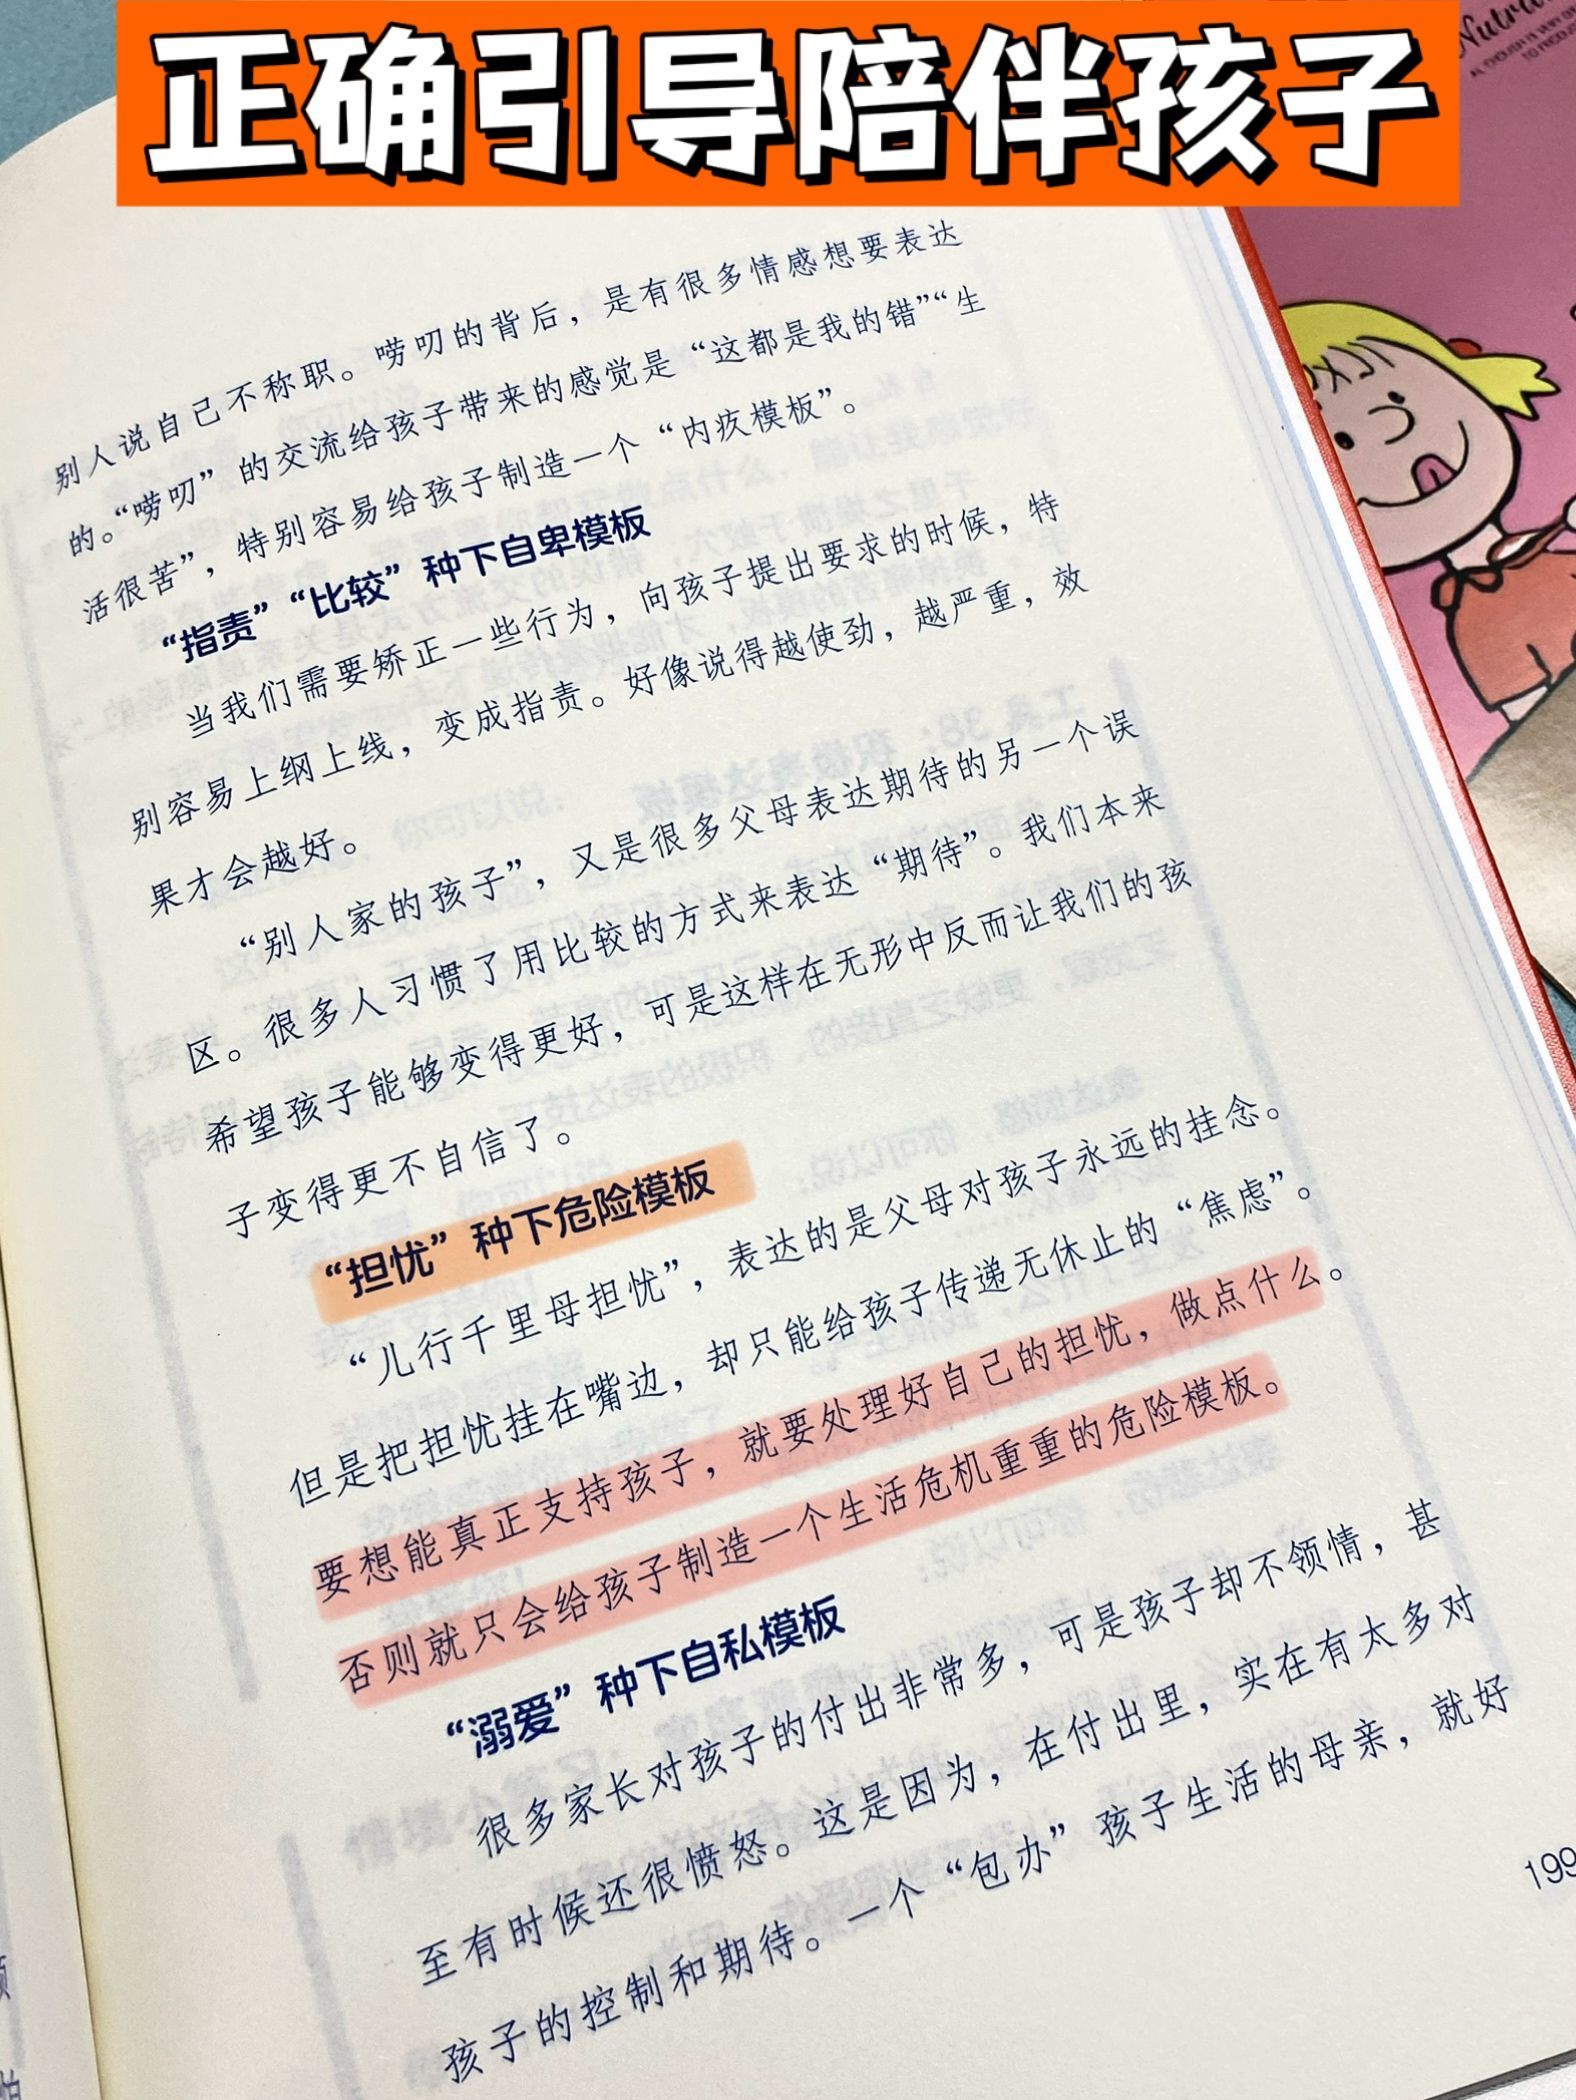 正确引导陪伴孩子
别人说自己不称职。唠叨的背后，是有很多情感想要表达
的。“唠叨”的交流给孩子带来的感觉是“这都是我的错”“生
活很苦”，特别容易给孩子制造一个“内疚模板”。
“指责”“比较”种下自卑模板
当我们需要矫正一些行为，向孩子提出要求的时候，特
别容易上纲上线，变成指责。好像说得越使劲，越严重，效
果才会越好。
“别人家的孩子”，又是很多父母表达期待的另一个误
区。很多人习惯了用比较的方式来表达“期待”。我们本来
希望孩子能够变得更好，可是这样在无形中反而让我们的孩
子变得更不自信了。
“担忧”种下危险模板
“儿行千里母担忧”，表达的是父母对孩子永远的挂念。
但是把担忧挂在嘴边，却只能给孩子传递无休止的“焦虑”。
要想能真正支持孩子，就要处理好自己的担忧，做点什么。
否则就只会给孩子制造一个生活危机重重的危险模板。
“溺爱”种下自私模板
很多家长对孩子的付出非常多，可是孩子却不领情，甚
至有时候还很愤怒。这是因为，在付出里，实在有太多对
孩子的控制和期待。一个“包办”孩子生活的母亲，就好
199